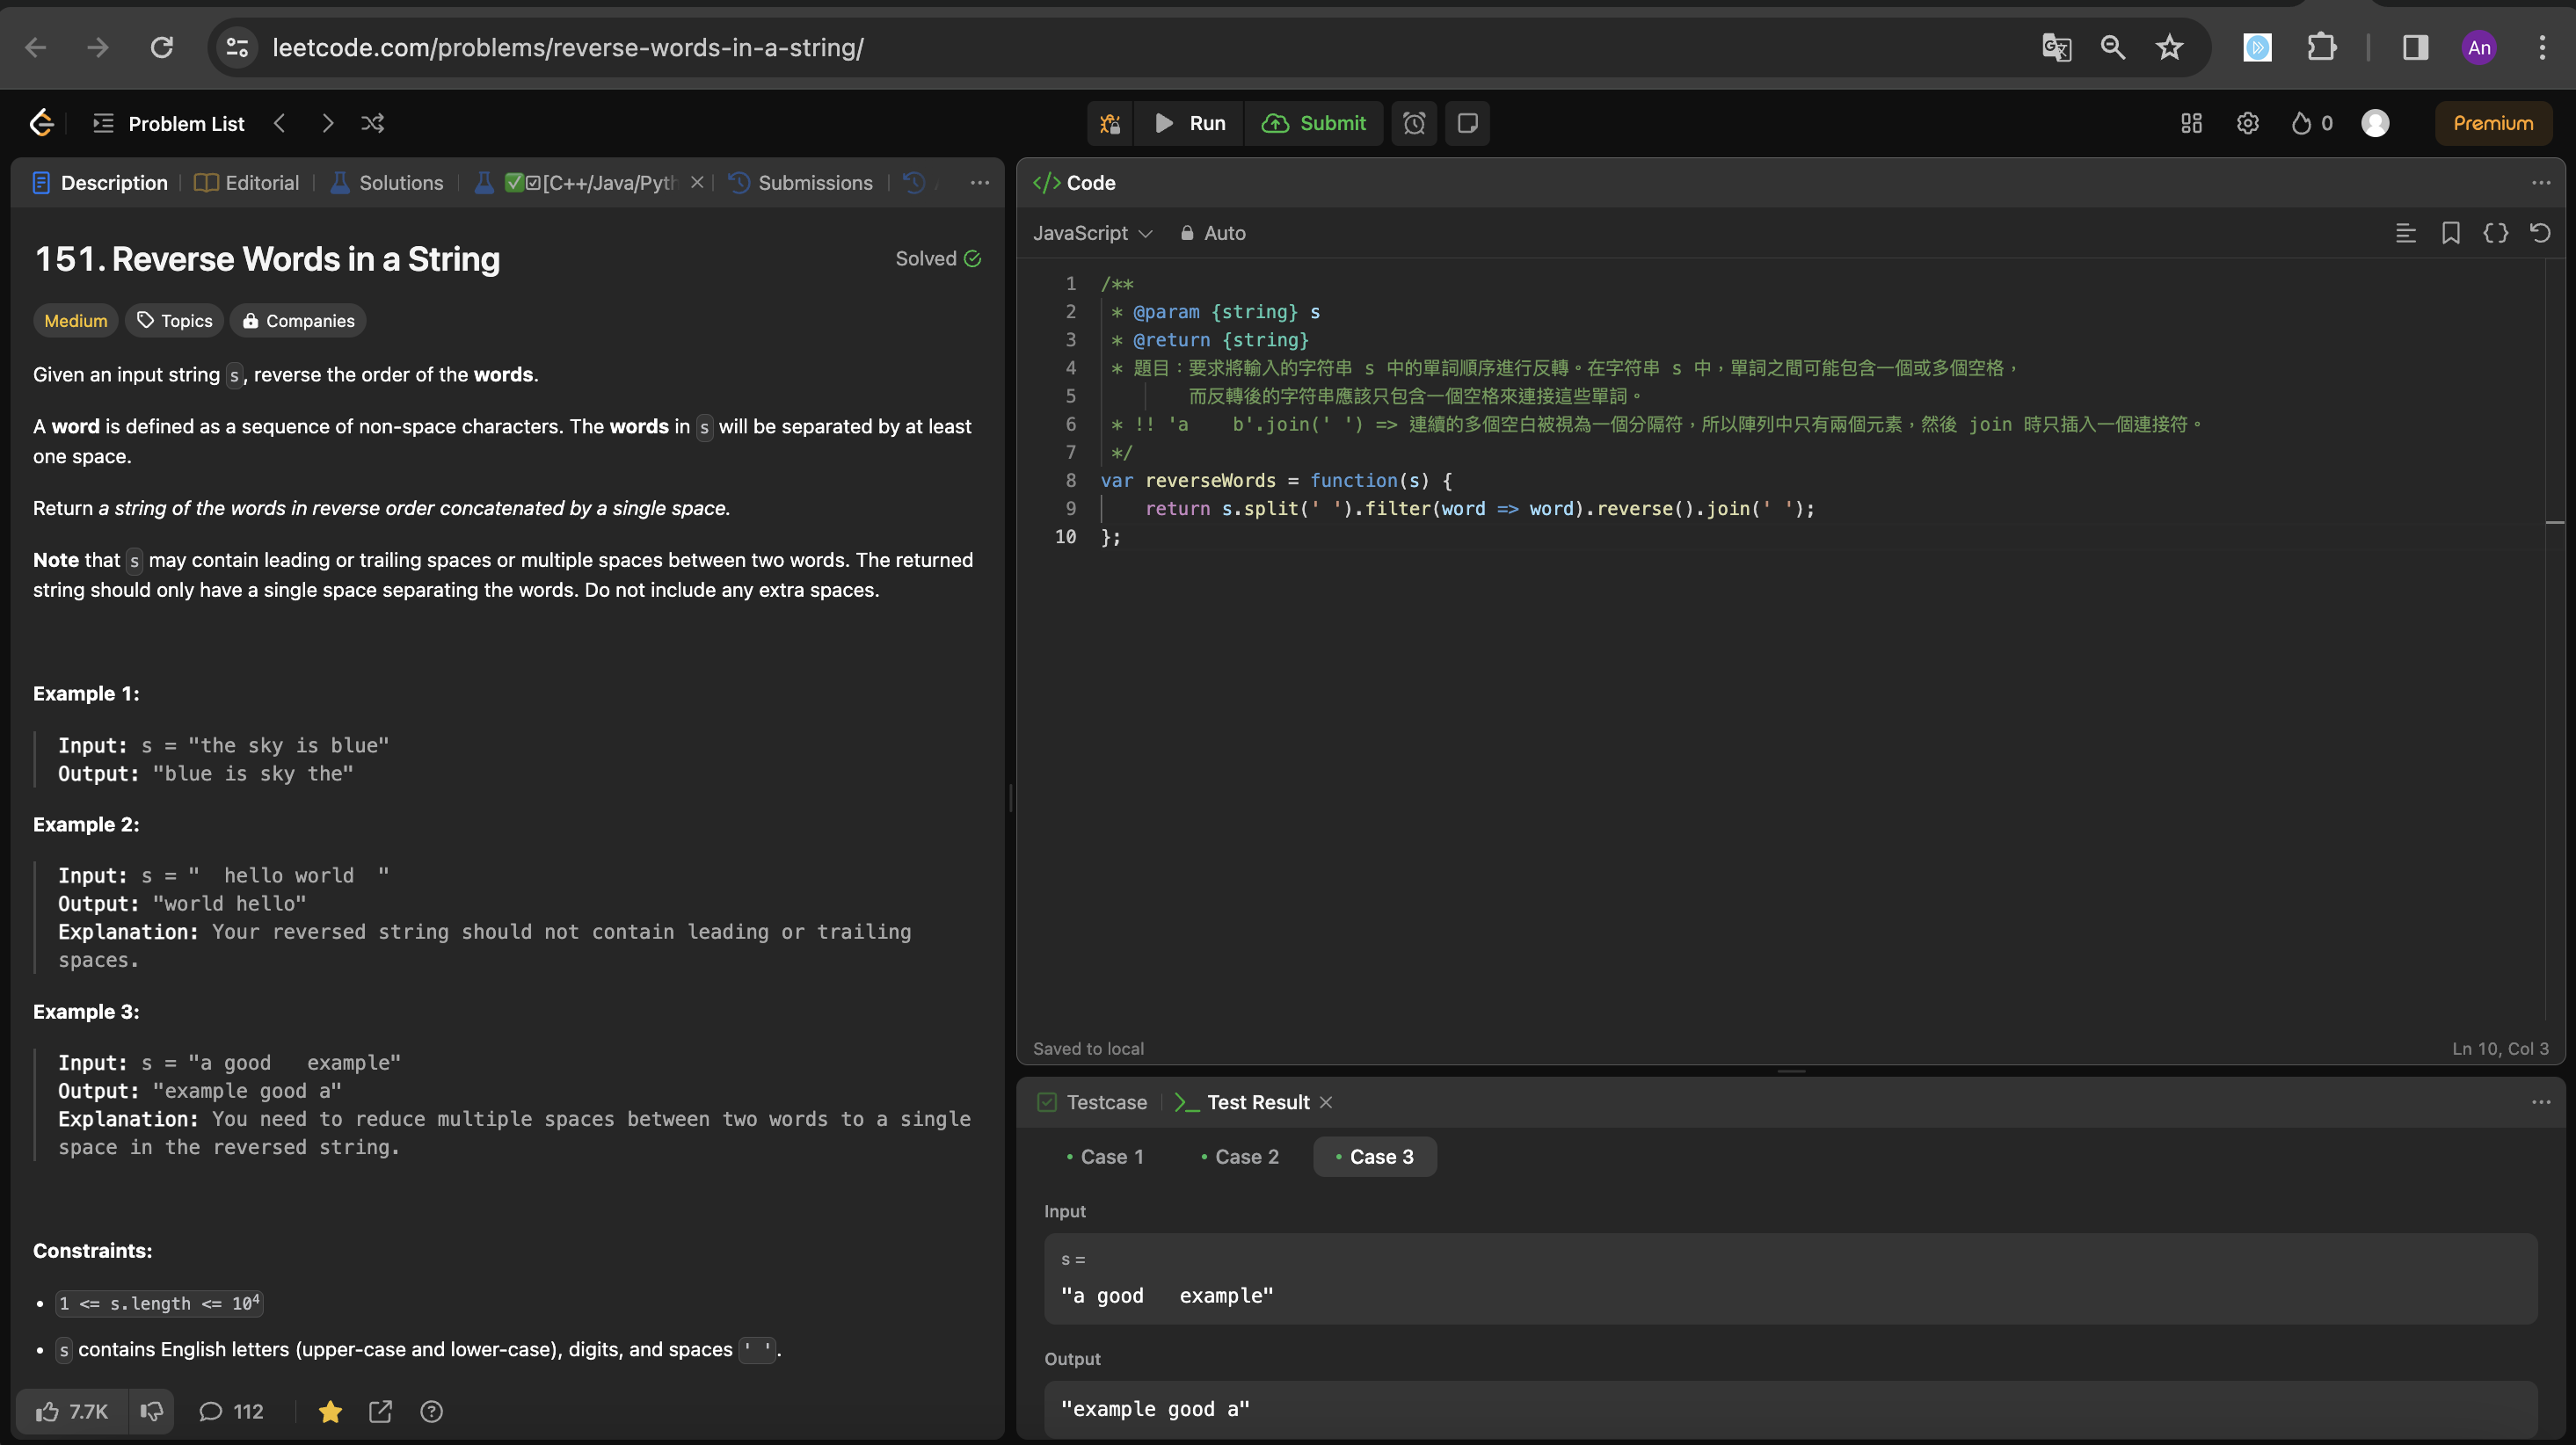 leetcode.com/problems/reverse-words-in-a-string/
An
Problem List
Run
Submit
0
Premium
Description
Editorial
Solutions
[C++/Java/Pyth
Submissions
151. Reverse Words in a String
Solved
Medium
Topics
Companies
Given an input string s, reverse the order of the words.
A word is defined as a sequence of non-space characters. The words in s will be separated by at least
one space.
Return a string of the words in reverse order concatenated by a single space.
Note that s may contain leading or trailing spaces or multiple spaces between two words. The returned
string should only have a single space separating the words. Do not include any extra spaces.
Example 1:
Input: s = "the sky is blue"
Output: "blue is sky the"
Example 2:
Input: s = "  hello world  "
Output: "world hello"
Explanation: Your reversed string should not contain leading or trailing
spaces.
Example 3:
Input: s = "a good   example"
Output: "example good a"
Explanation: You need to reduce multiple spaces between two words to a single
space in the reversed string.
Constraints:
• 1 <= s.length <= 10⁴
• s contains English letters (upper-case and lower-case), digits, and spaces ' '.
7.7K
112
</> Code
JavaScript
Auto
1 /**
2  * @param {string} s
3  * @return {string}
4  * 題目：要求將輸入的字符串 s 中的單詞順序進行反轉。在字符串 s 中，單詞之間可能包含一個或多個空格，
5         而反轉後的字符串應該只包含一個空格來連接這些單詞。
6  * !! 'a    b'.join(' ') => 連續的多個空白被視為一個分隔符，所以陣列中只有兩個元素，然後 join 時只插入一個連接符。
7  */
8 var reverseWords = function(s) {
9     return s.split(' ').filter(word => word).reverse().join(' ');
10 };
Saved to local
Ln 10, Col 3
Testcase
Test Result
• Case 1
• Case 2
• Case 3
Input
s =
"a good   example"
Output
"example good a"